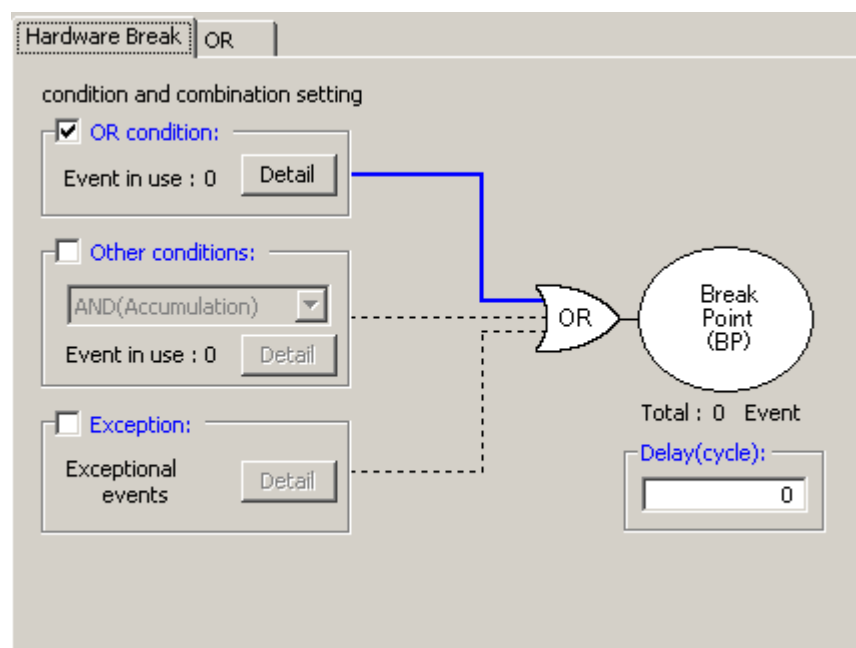 Hardware Break
OR
condition and combination setting
OR condition:
Event in use : 0
Detail
Other conditions:
AND(Accumulation)
Event in use : 0
Detail
Exception:
Exceptional
events
Detail
OR
Break
Point
(BP)
Total : 0 Event
Delay(cycle):
0